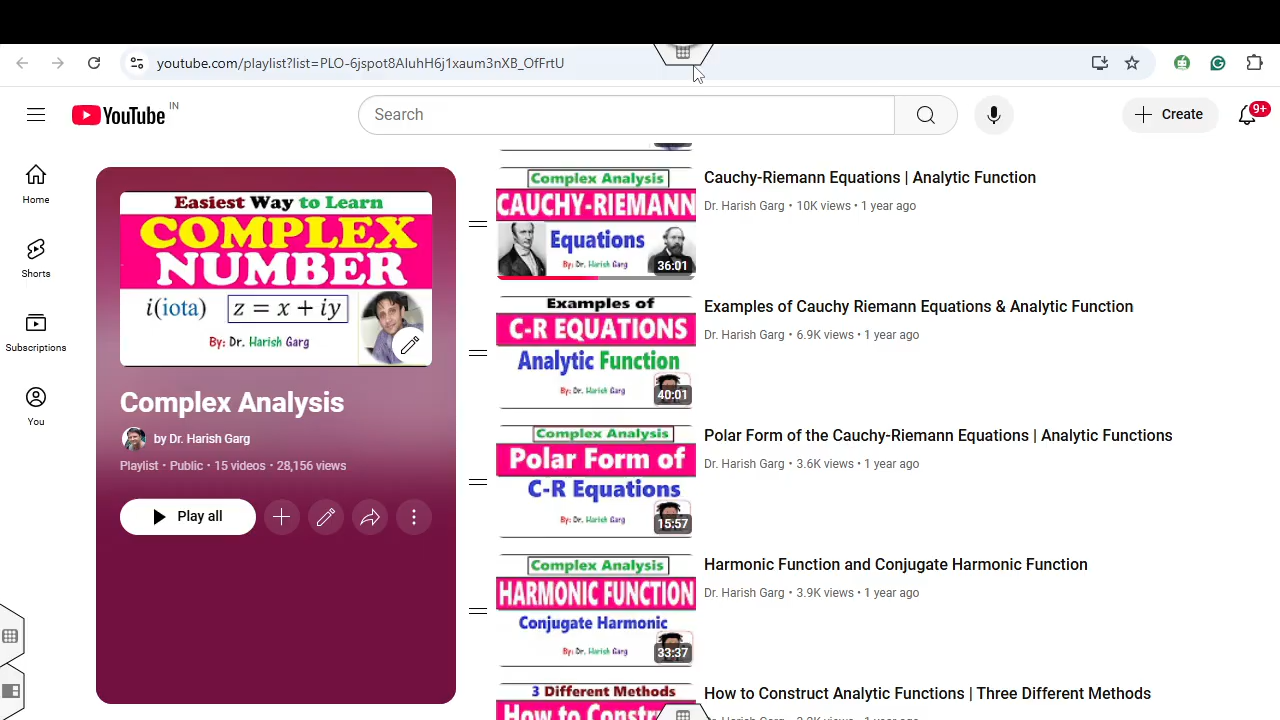 youtube.com/playlist?list=PLO-6jspot8AluhH6j1xaum3nXB_OfFrtU
YouTube IN
Search
Create
9+
Home
Shorts
Subscriptions
You
Easiest Way to Learn
COMPLEX
NUMBER
i(iota) z = x + iy
By: Dr. Harish Garg
Complex Analysis
by Dr. Harish Garg
Playlist • Public • 15 videos • 28,156 views
Play all
Complex Analysis
CAUCHY-RIEMANN
Equations
By: Dr. Harish Garg
36:01
Cauchy-Riemann Equations | Analytic Function
Dr. Harish Garg • 10K views • 1 year ago
Examples of
C-R EQUATIONS
Analytic Function
By: Dr. Harish Garg
40:01
Examples of Cauchy Riemann Equations & Analytic Function
Dr. Harish Garg • 6.9K views • 1 year ago
Complex Analysis
Polar Form of
C-R Equations
By: Dr. Harish Garg
15:57
Polar Form of the Cauchy-Riemann Equations | Analytic Functions
Dr. Harish Garg • 3.6K views • 1 year ago
Complex Analysis
HARMONIC FUNCTION
Conjugate Harmonic
By: Dr. Harish Garg
33:37
Harmonic Function and Conjugate Harmonic Function
Dr. Harish Garg • 3.9K views • 1 year ago
3 Different Methods
How to
How to Construct Analytic Functions | Three Different Methods